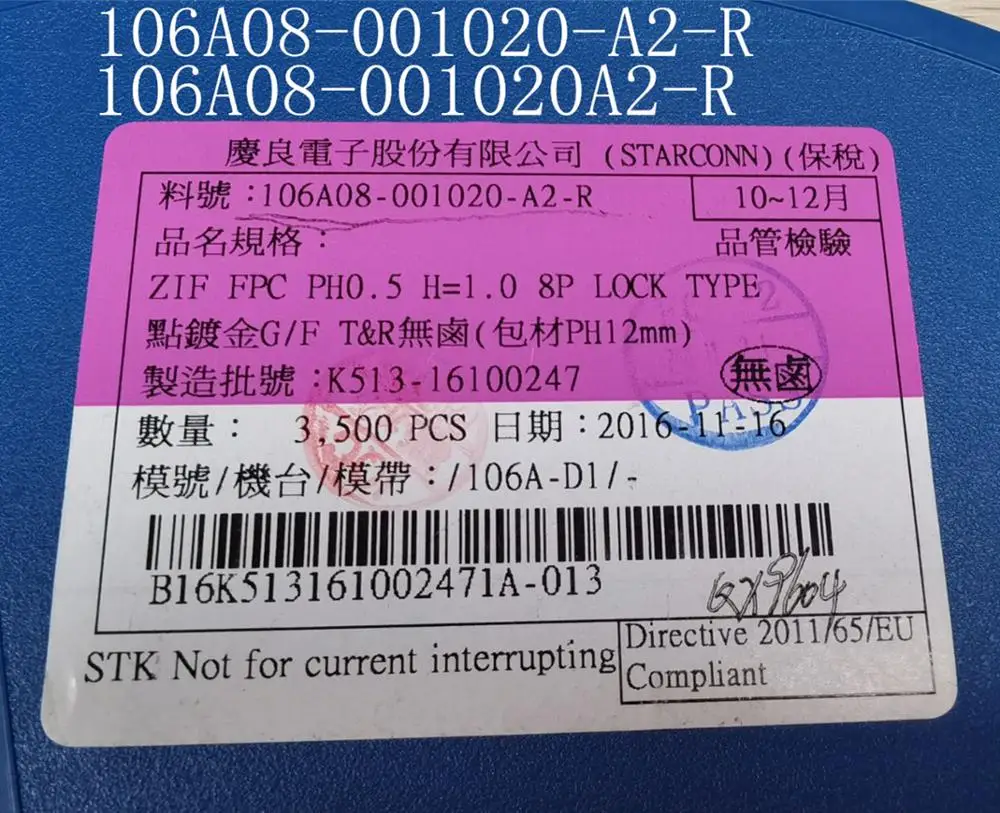 106A08-001020-A2-R
106A08-001020A2-R
慶良電子股份有限公司 (STARCONN)(保稅)
料號:106A08-001020-A2-R
10~12月
品名規格:
品管檢驗
ZIF FPC PH0.5 H=1.0 8P LOCK TYPE
點鍍金G/F T&R無鹵(包材PH12mm)
製造批號:K513-16100247
無鹵
PASS
數量: 3,500 PCS 日期:2016-11-16
模號/機台/模帶:/106A-D1/-
B16K513161002471A-013
STK Not for current interrupting
Directive 2011/65/EU
Compliant